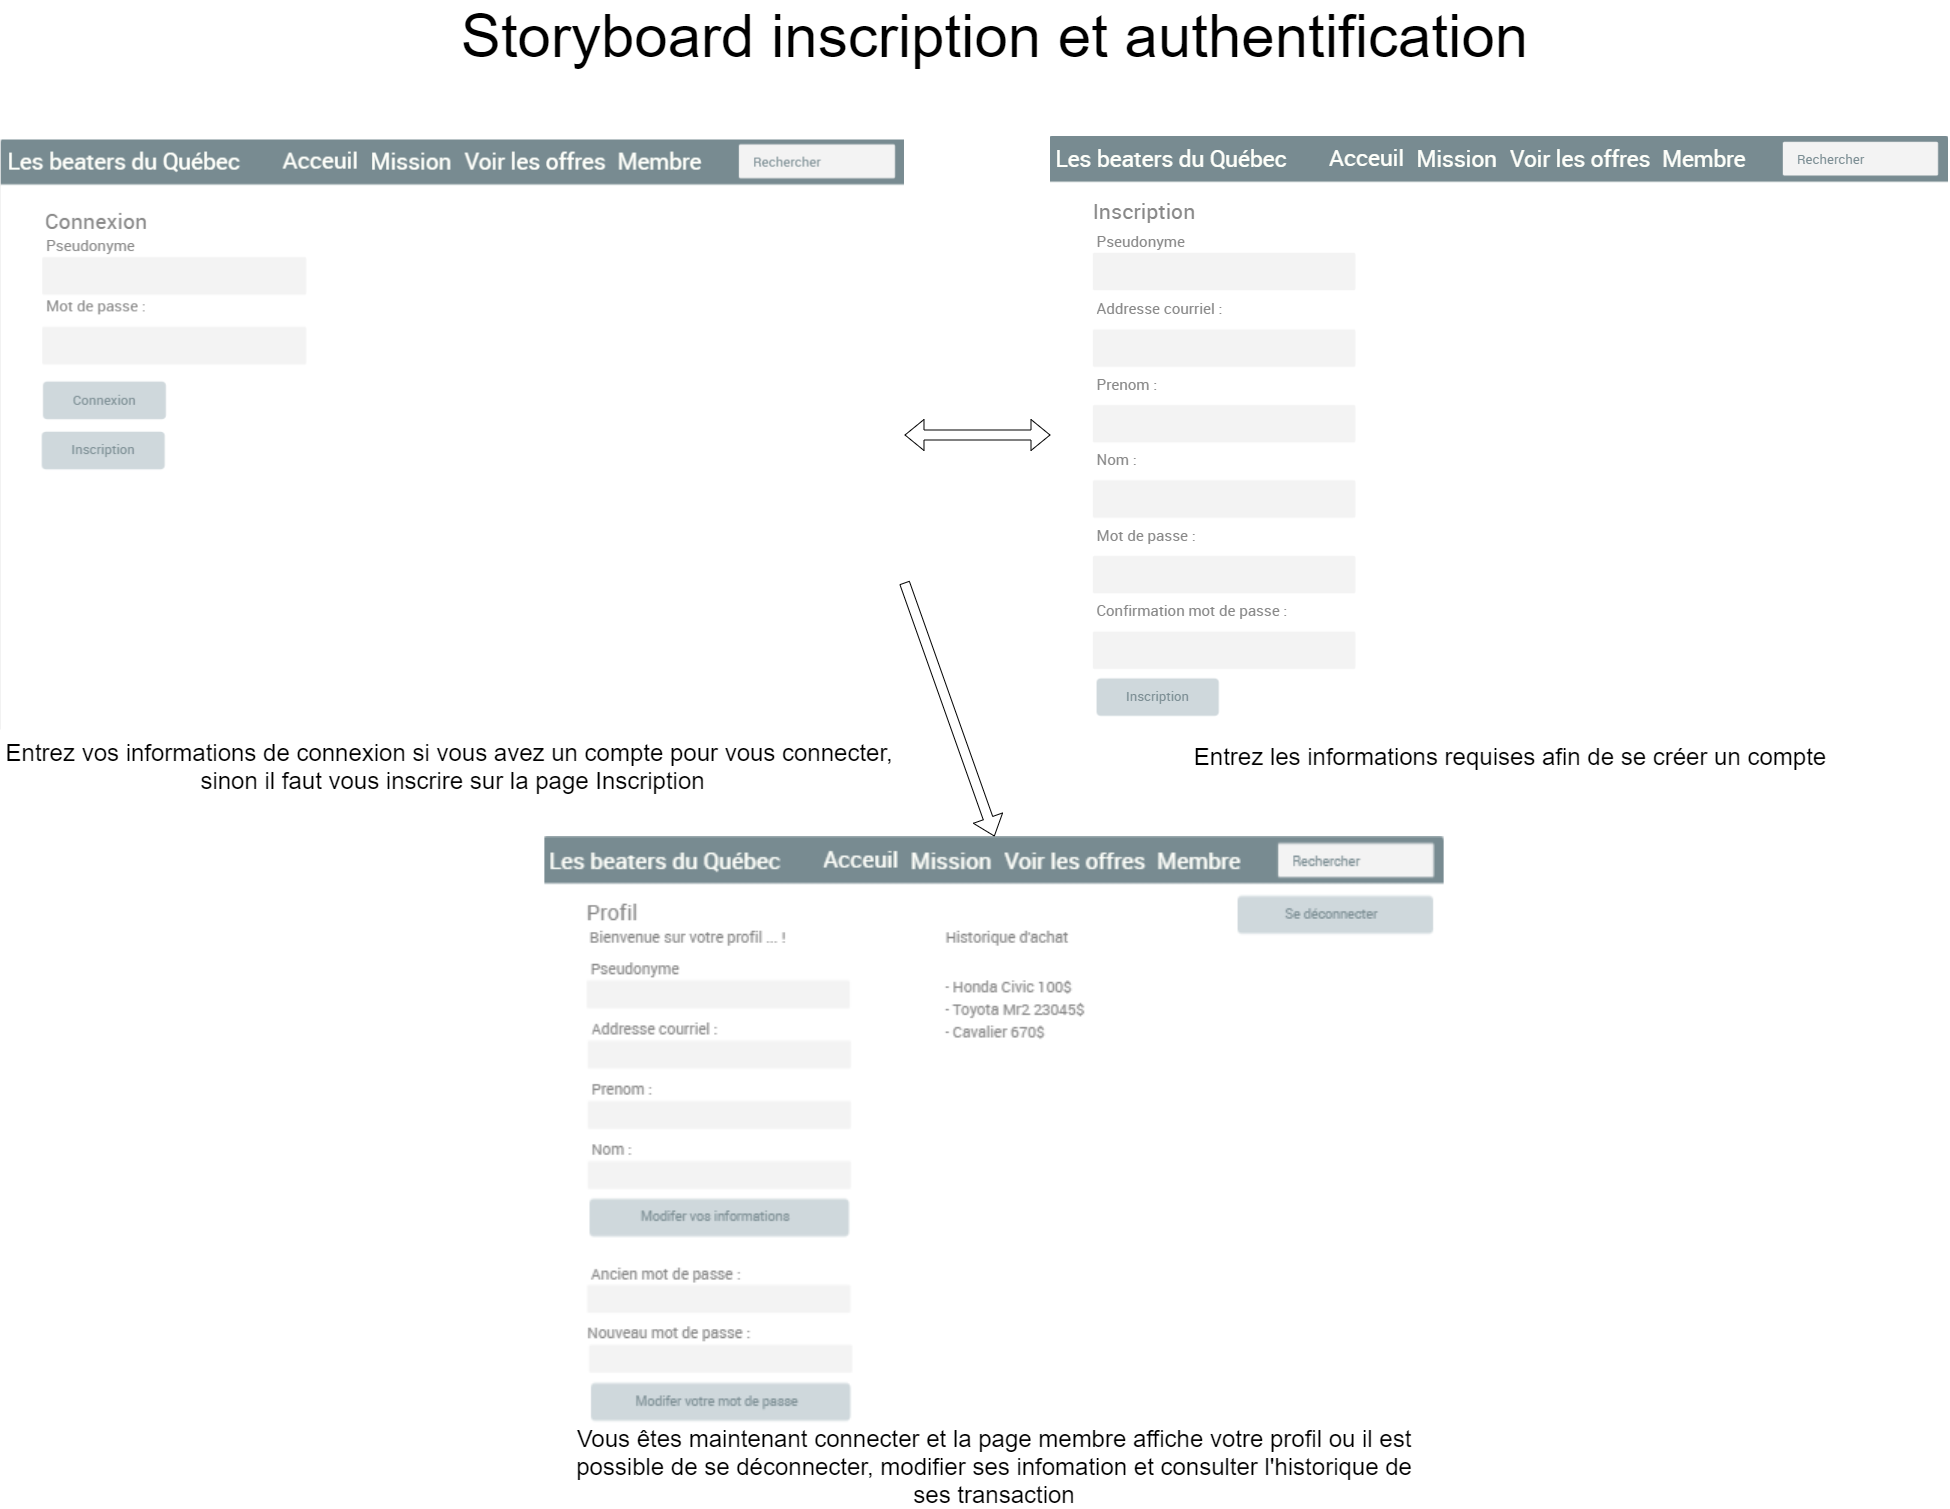 Storyboard inscription et authentification
Les beaters du Québec Acceuil Mission Voir les offres Membre Rechercher
Connexion
Pseudonyme
Mot de passe :
Connexion
Inscription
Entrez vos informations de connexion si vous avez un compte pour vous connecter,
sinon il faut vous inscrire sur la page Inscription
Les beaters du Québec Acceuil Mission Voir les offres Membre Rechercher
Inscription
Pseudonyme
Addresse courriel :
Prenom :
Nom :
Mot de passe :
Confirmation mot de passe :
Inscription
Entrez les informations requises afin de se créer un compte
Les beaters du Québec Acceuil Mission Voir les offres Membre Rechercher
Se déconnecter
Profil
Bienvenue sur votre profil ... !
Pseudonyme
Addresse courriel :
Prenom :
Nom :
Modifer vos informations
Ancien mot de passe :
Nouveau mot de passe :
Modifer votre mot de passe
Historique d'achat
- Honda Civic 100$
- Toyota Mr2 23045$
- Cavalier 670$
Vous êtes maintenant connecter et la page membre affiche votre profil ou il est
possible de se déconnecter, modifier ses infomation et consulter l'historique de
ses transaction